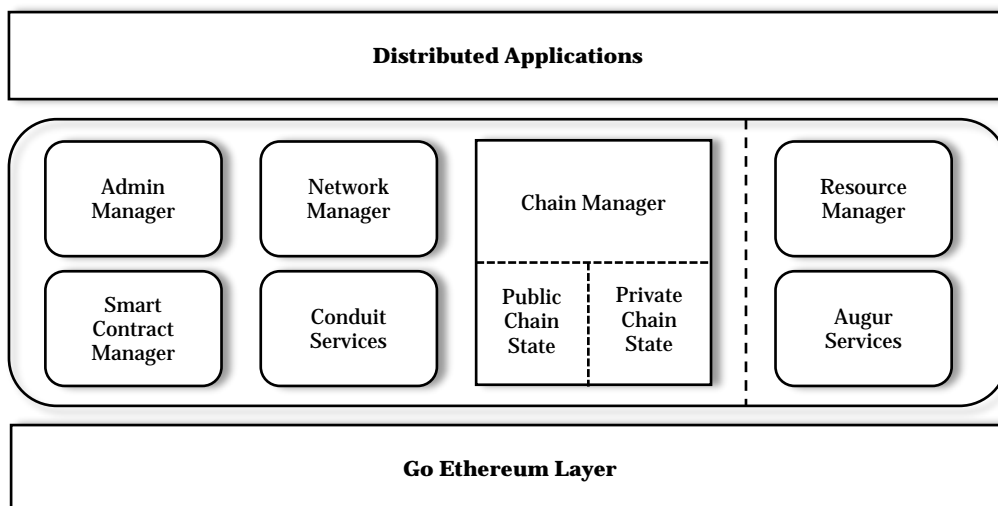 Distributed Applications
Admin
Manager
Network
Manager
Chain Manager
Resource
Manager
Smart
Contract
Manager
Conduit
Services
Public
Chain
State
Private
Chain
State
Augur
Services
Go Ethereum Layer